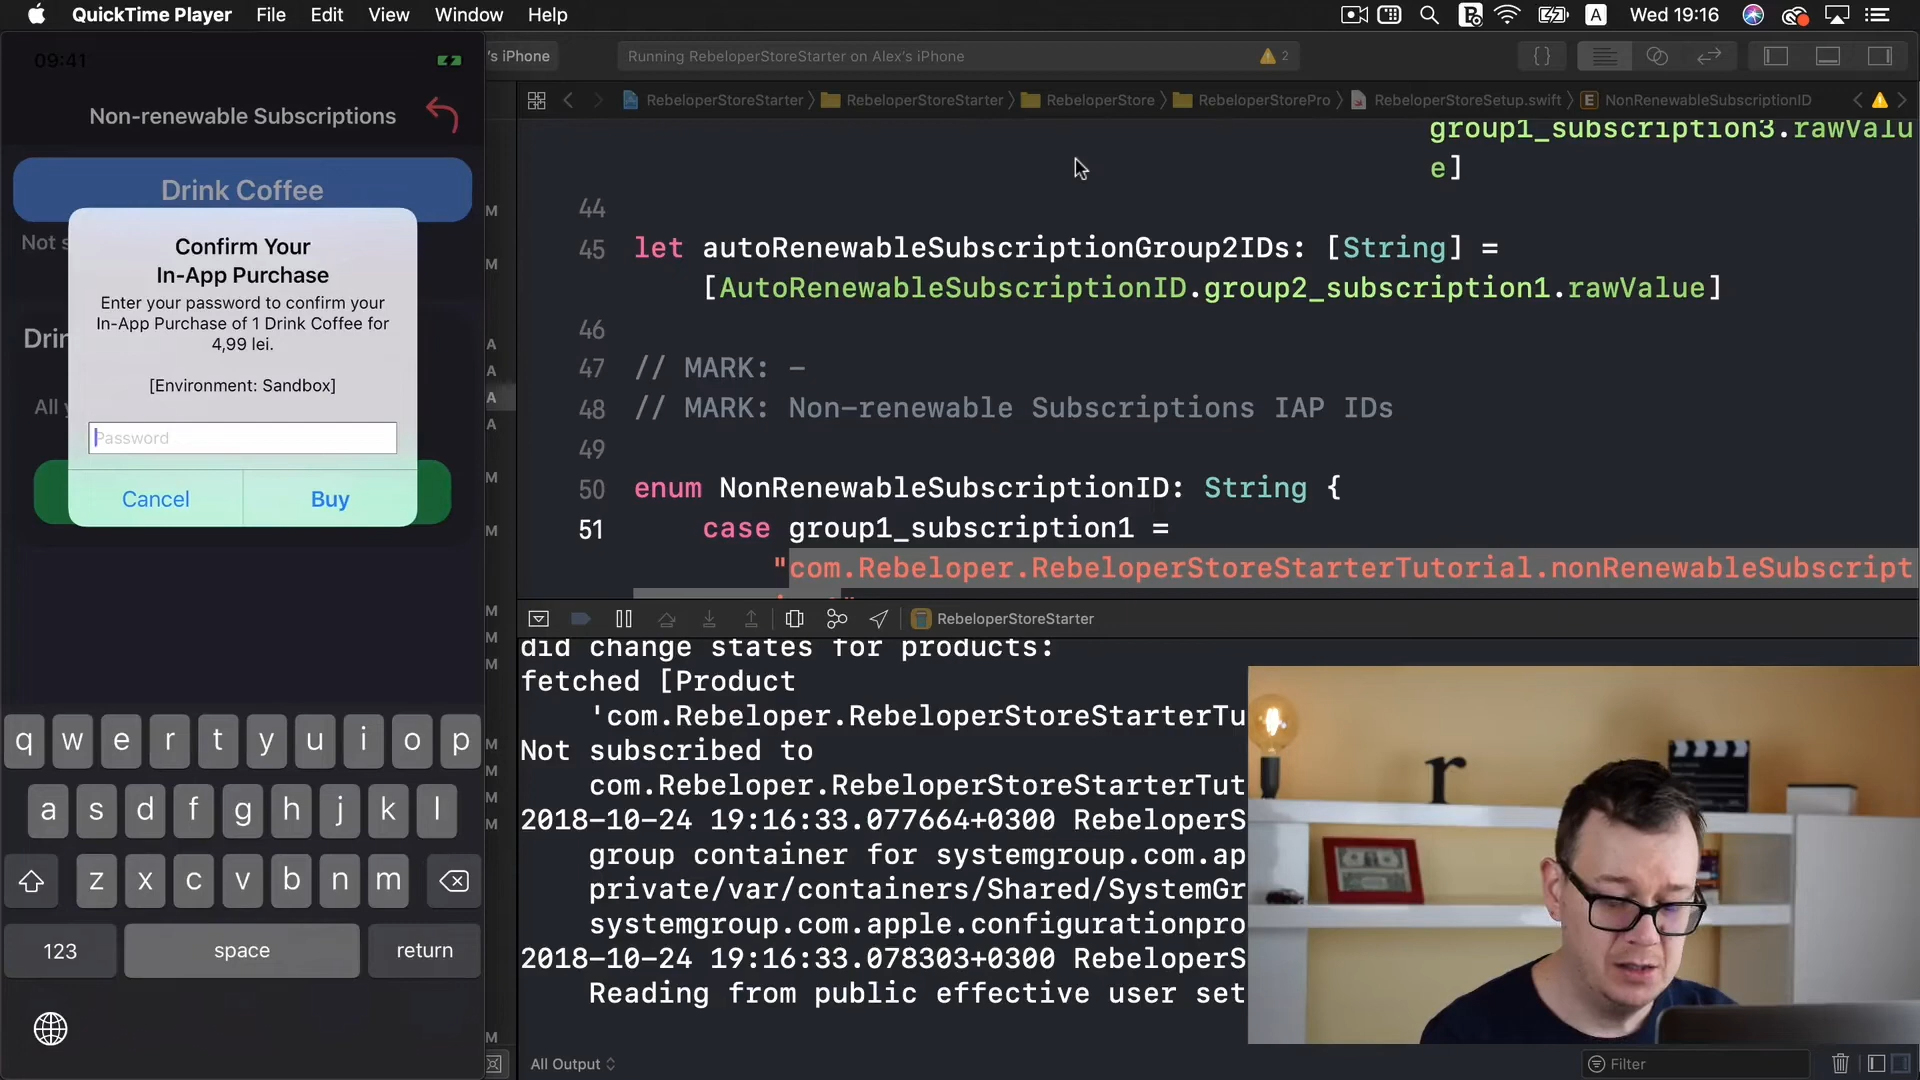 QuickTime Player File Edit View Window Help
A Wed 19:16
09:41
's iPhone
Running RebeloperStoreStarter on Alex's iPhone
2
{}
RebeloperStoreStarter RebeloperStoreStarter RebeloperStore RebeloperStorePro RebeloperStoreSetup.swift E NonRenewableSubscriptionID
Non-renewable Subscriptions
Drink Coffee
Not s
Confirm Your
In-App Purchase
Enter your password to confirm your
In-App Purchase of 1 Drink Coffee for
4,99 lei.
[Environment: Sandbox]
Password
Cancel Buy
Drin
All
q w e r t y u i o p
a s d f g h j k l
z x c v b n m
123 space return
M
M
A
A
A
A
M
M
M
M
M
M
M
M
M
M
group1_subscription3.rawValu
e]
44
45 let autoRenewableSubscriptionGroup2IDs: [String] =
[AutoRenewableSubscriptionID.group2_subscription1.rawValue]
46
47 // MARK: –
48 // MARK: Non-renewable Subscriptions IAP IDs
49
50 enum NonRenewableSubscriptionID: String {
51 case group1_subscription1 =
"com.Rebeloper.RebeloperStoreStarterTutorial.nonRenewableSubscript
RebeloperStoreStarter
did change states for products:
fetched [Product
'com.Rebeloper.RebeloperStoreStarterTu
Not subscribed to
com.Rebeloper.RebeloperStoreStarterTut
2018-10-24 19:16:33.077664+0300 RebeloperS
group container for systemgroup.com.ap
private/var/containers/Shared/SystemGr
systemgroup.com.apple.configurationpro
2018-10-24 19:16:33.078303+0300 RebeloperS
Reading from public effective user set
All Output
Filter
r